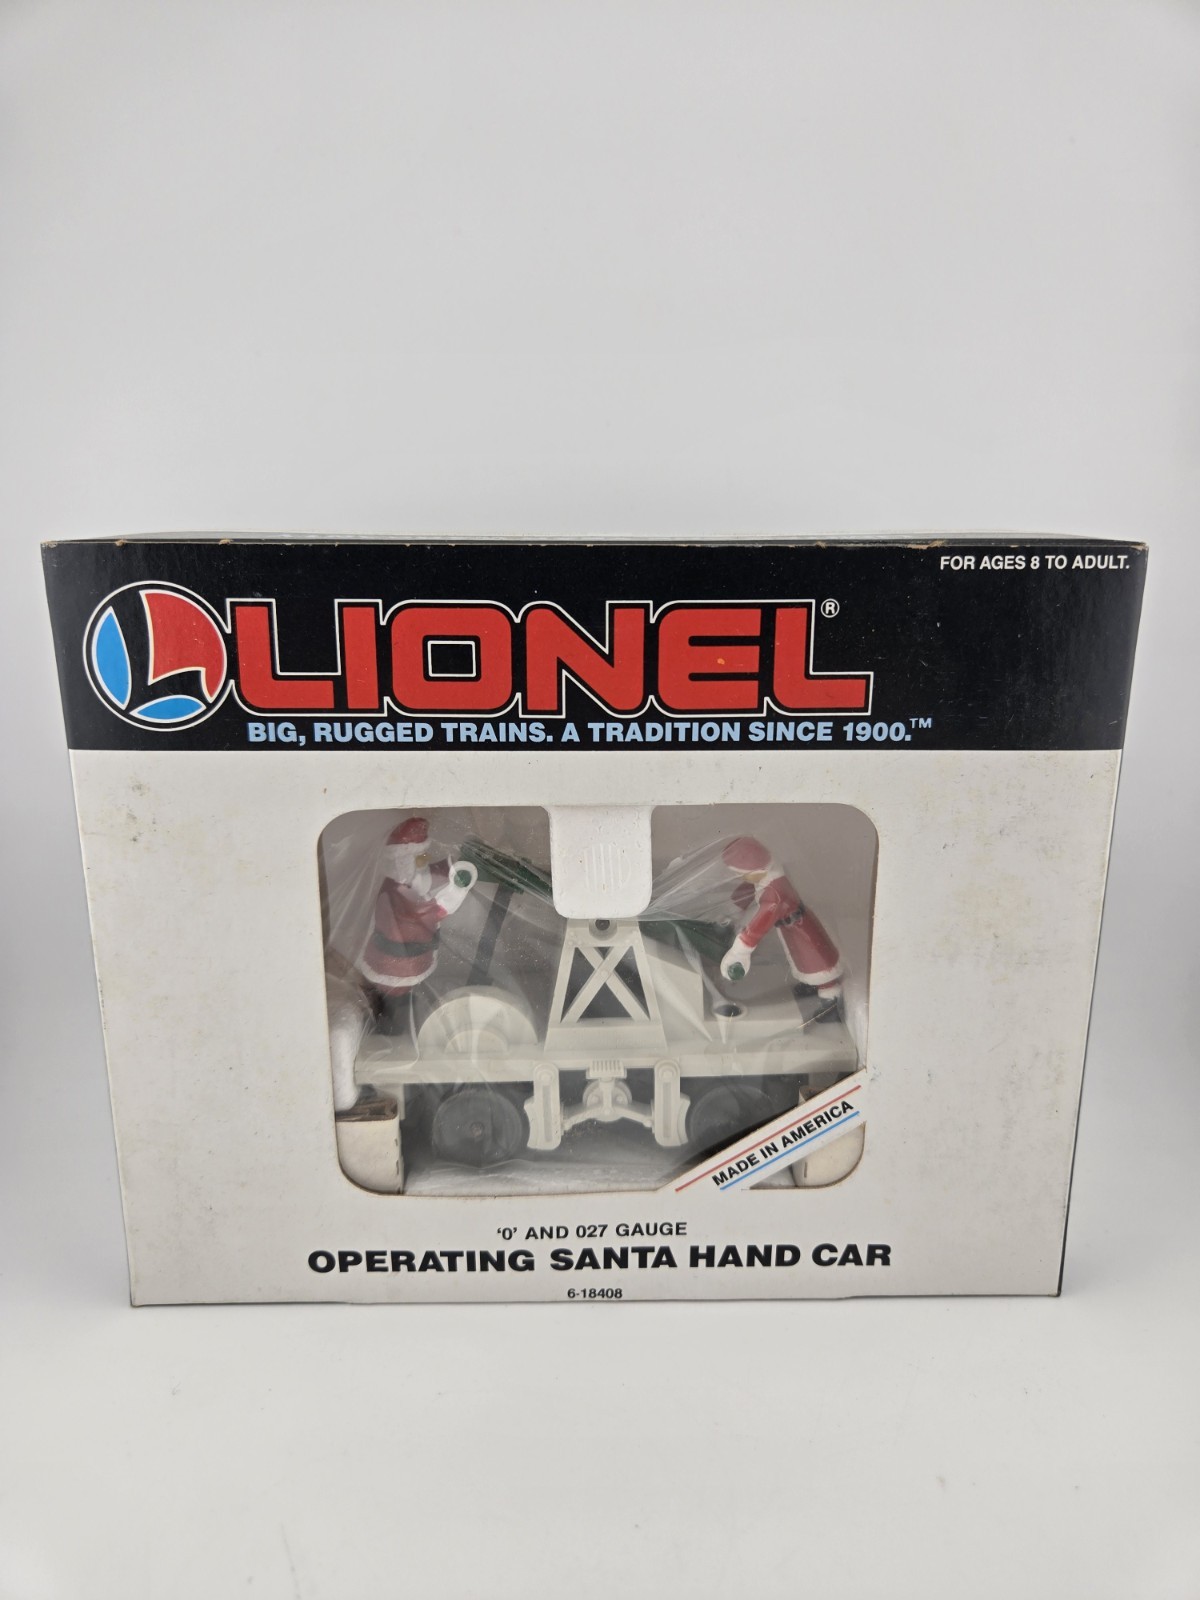 FOR AGES 8 TO ADULT.
L LIONEL®
BIG, RUGGED TRAINS. A TRADITION SINCE 1900.™
MADE IN AMERICA
'0' AND 027 GAUGE
OPERATING SANTA HAND CAR
6-18408